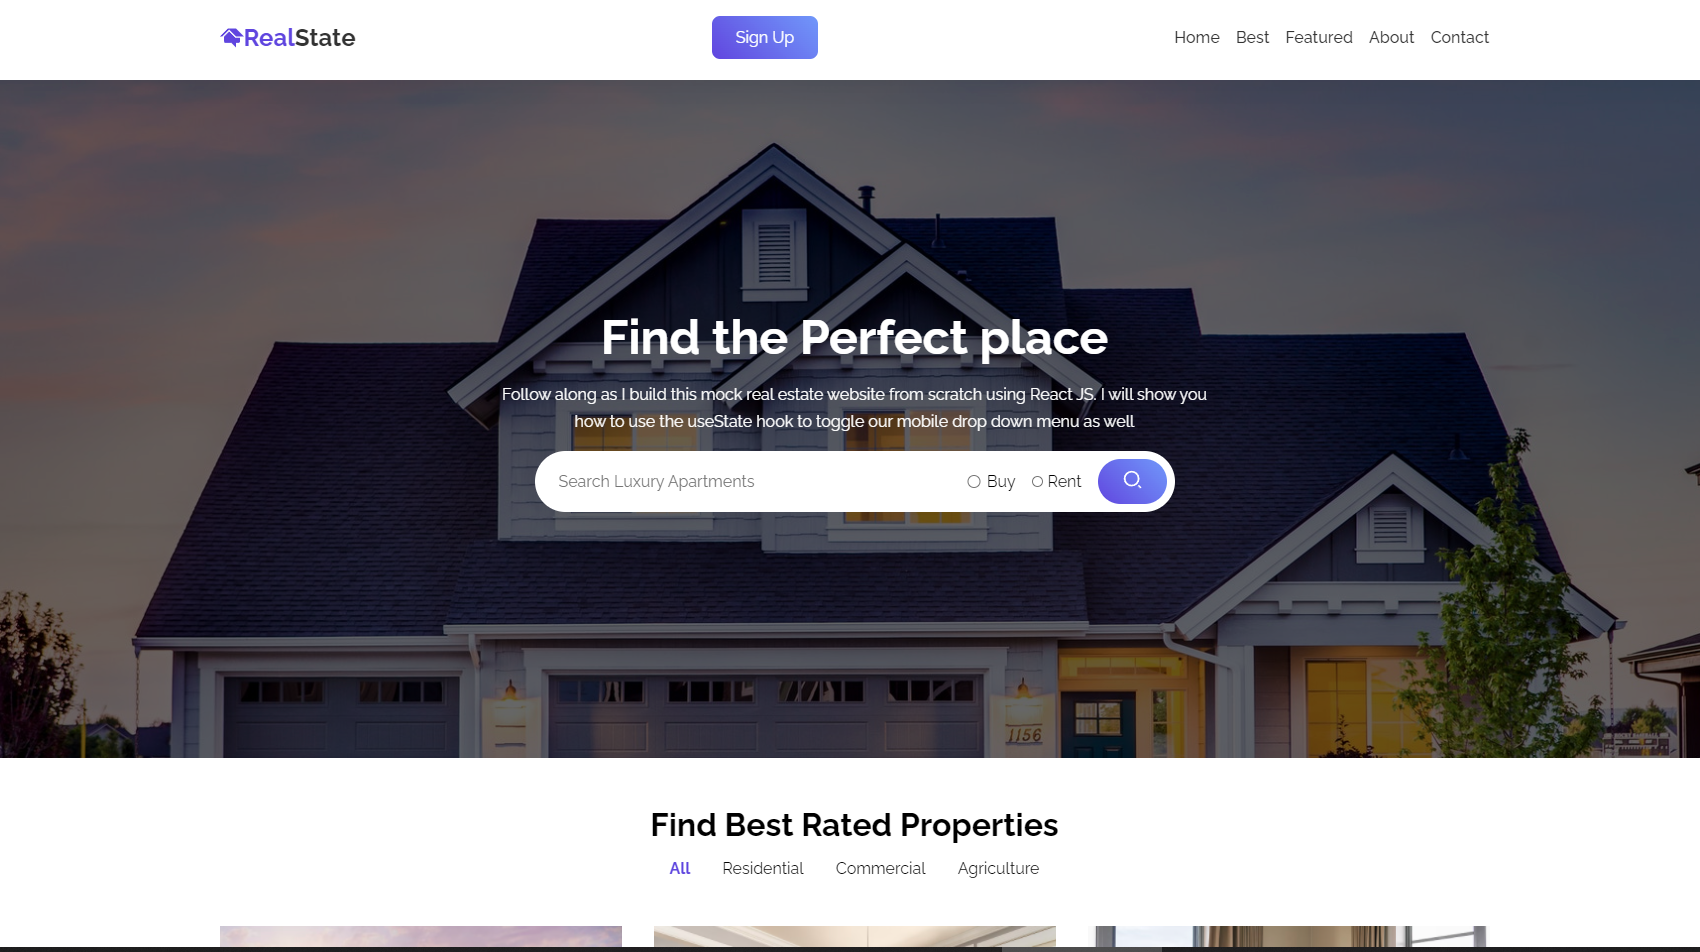 RealState
Sign Up
Home Best Featured About Contact
Find the Perfect place
Follow along as I build this mock real estate website from scratch using React JS. I will show you
how to use the useState hook to toggle our mobile drop down menu as well
Search Luxury Apartments Buy Rent
1156
Find Best Rated Properties
All Residential Commercial Agriculture